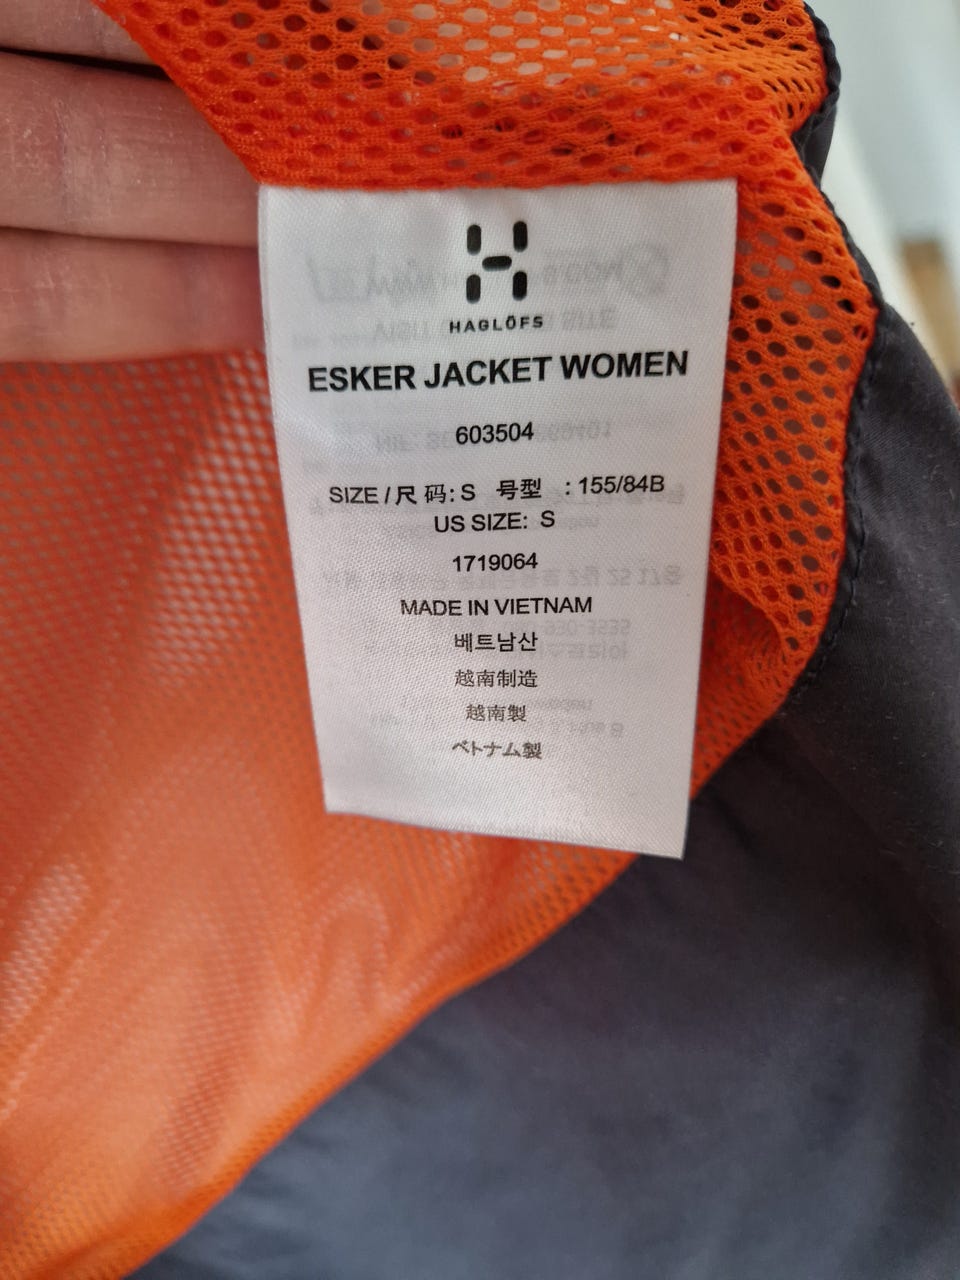 HAGLÖFS
ESKER JACKET WOMEN
603504
SIZE / 尺 码: S 号型 : 155/84B
US SIZE: S
1719064
MADE IN VIETNAM
베트남산
越南制造
越南製
ベトナム製